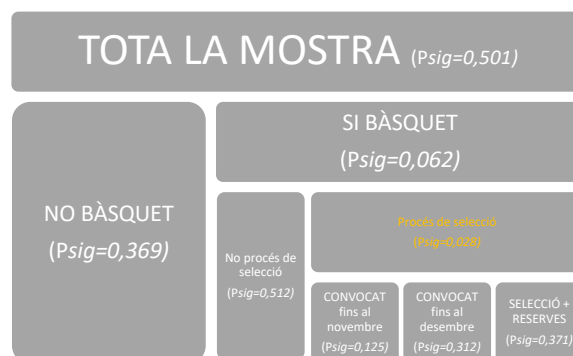 TOTA LA MOSTRA (Psig=0,501)
NO BÀSQUET
(Psig=0,369)
SI BÀSQUET
(Psig=0,062)
No procés de
selecció
(Psig=0,512)
Procés de selecció
(Psig=0,028)
CONVOCAT
fins al
novembre
(Psig=0,125)
CONVOCAT
fins al
desembre
(Psig=0,312)
SELECCIÓ +
RESERVES
(Psig=0,371)